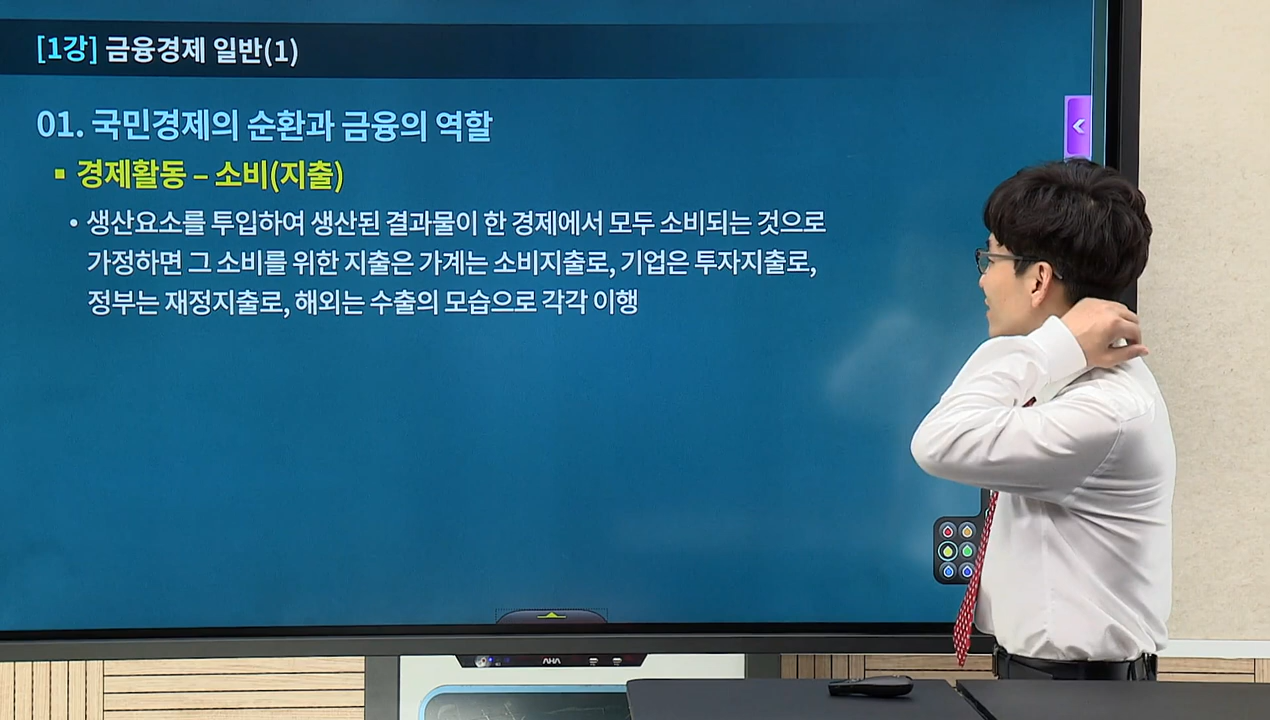 [1강] 금융경제 일반(1)
01. 국민경제의 순환과 금융의 역할
▪ 경제활동 – 소비(지출)
• 생산요소를 투입하여 생산된 결과물이 한 경제에서 모두 소비되는 것으로
가정하면 그 소비를 위한 지출은 가계는 소비지출로, 기업은 투자지출로,
정부는 재정지출로, 해외는 수출의 모습으로 각각 이행
AHA